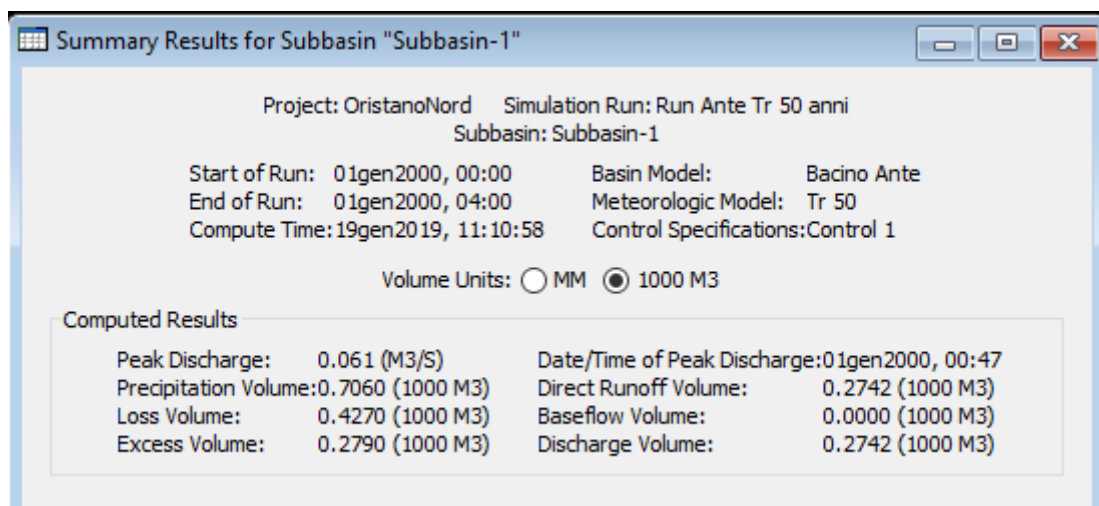 Summary Results for Subbasin "Subbasin-1"
Project: OristanoNord Simulation Run: Run Ante Tr 50 anni
Subbasin: Subbasin-1
Start of Run: 01gen2000, 00:00 Basin Model: Bacino Ante
End of Run: 01gen2000, 04:00 Meteorologic Model: Tr 50
Compute Time:19gen2019, 11:10:58 Control Specifications:Control 1
Volume Units: MM 1000 M3
Computed Results
Peak Discharge: 0.061 (M3/S) Date/Time of Peak Discharge:01gen2000, 00:47
Precipitation Volume:0.7060 (1000 M3) Direct Runoff Volume: 0.2742 (1000 M3)
Loss Volume: 0.4270 (1000 M3) Baseflow Volume: 0.0000 (1000 M3)
Excess Volume: 0.2790 (1000 M3) Discharge Volume: 0.2742 (1000 M3)